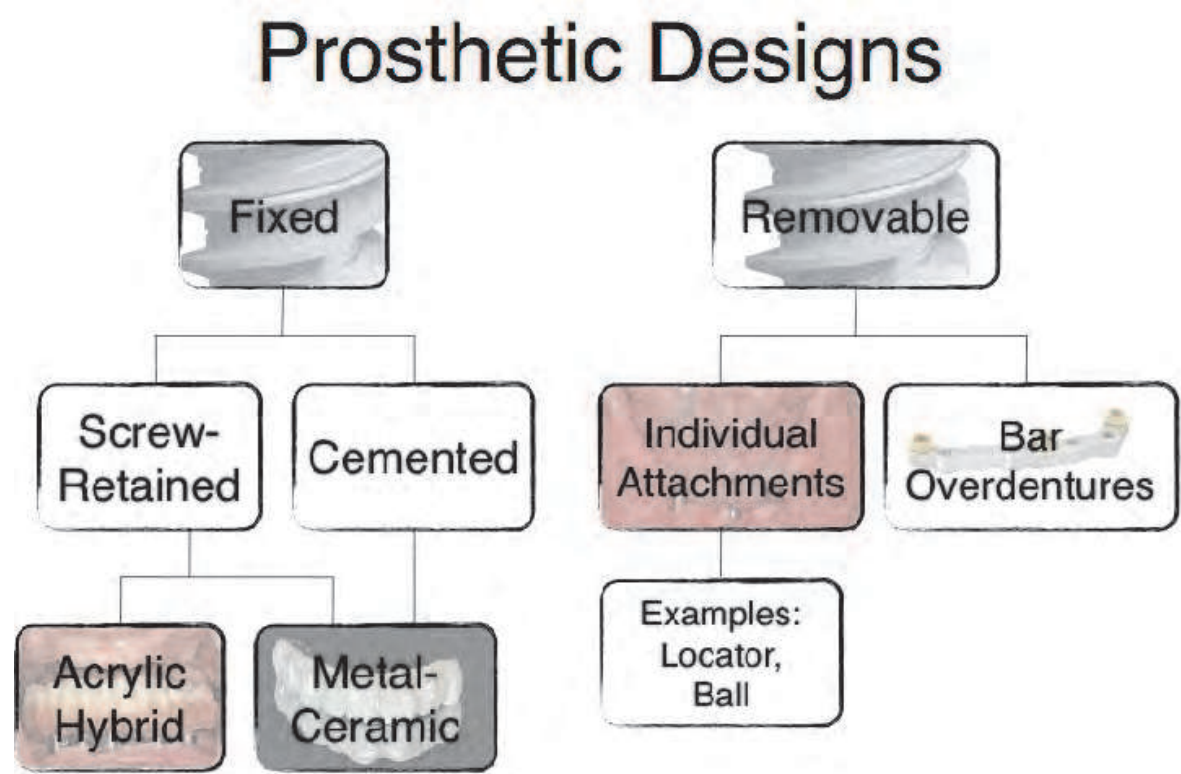 Prosthetic Designs
Fixed
Removable
Screw-
Retained
Cemented
Individual
Attachments
Bar
Overdentures
Acrylic
Hybrid
Metal-
Ceramic
Examples:
Locator,
Ball